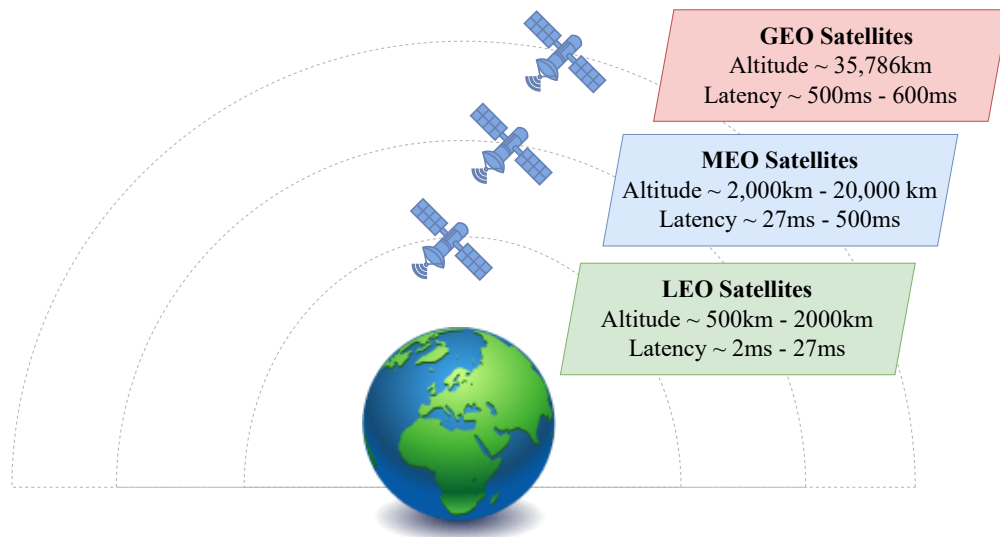 GEO Satellites
Altitude ~ 35,786km
Latency ~ 500ms - 600ms
MEO Satellites
Altitude ~ 2,000km - 20,000 km
Latency ~ 27ms - 500ms
LEO Satellites
Altitude ~ 500km - 2000km
Latency ~ 2ms - 27ms